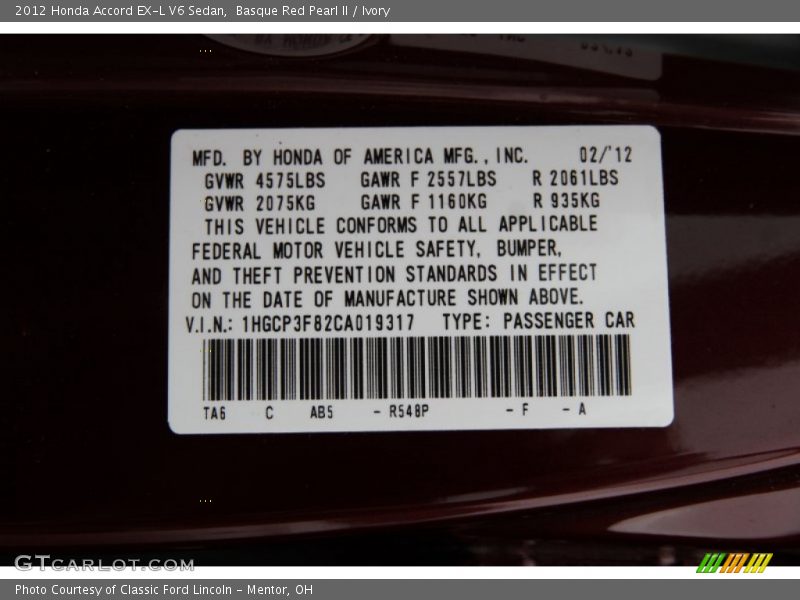 2012 Honda Accord EX-L V6 Sedan, Basque Red Pearl II / Ivory
MFD. BY HONDA OF AMERICA MFG., INC. 02/'12
GVWR 4575LBS GAWR F 2557LBS R 2061LBS
GVWR 2075KG GAWR F 1160KG R 935KG
THIS VEHICLE CONFORMS TO ALL APPLICABLE
FEDERAL MOTOR VEHICLE SAFETY, BUMPER,
AND THEFT PREVENTION STANDARDS IN EFFECT
ON THE DATE OF MANUFACTURE SHOWN ABOVE.
V.I.N.: 1HGCP3F82CA019317 TYPE: PASSENGER CAR
TA6 C AB5 - R548P - F - A
GTCARLOT.COM
Photo Courtesy of Classic Ford Lincoln - Mentor, OH